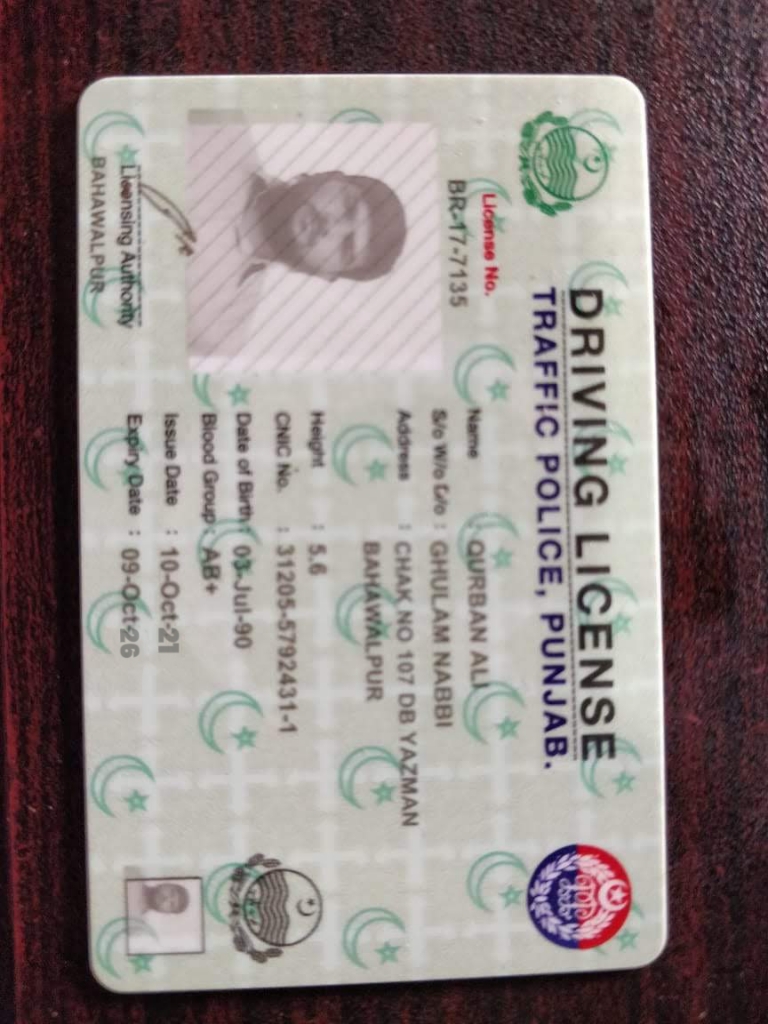 DRIVING LICENSE
TRAFFIC POLICE, PUNJAB.
License No.
BR-17-7135
Name : QURBAN ALI
S/o W/o D/o : GHULAM NABBI
Address : CHAK NO 107 DB YAZMAN
BAHAWALPUR
Height : 5.6
CNIC No. : 31205-5792431-1
Date of Birth : 03-Jul-90
Blood Group : AB+
Issue Date : 10-Oct-21
Expiry Date : 09-Oct-26
Licensing Authority
BAHAWALPUR